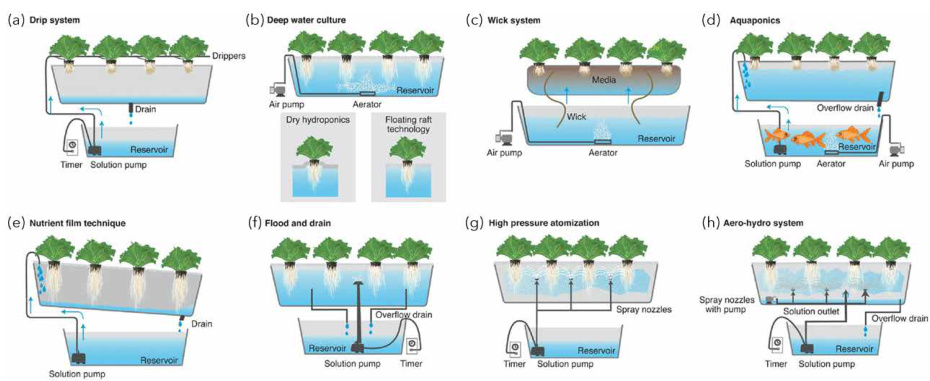 (a) Drip system
Drippers
Drain
Reservoir
Timer
Solution pump
(b) Deep water culture
Reservoir
Air pump
Aerator
Dry hydroponics
Floating raft
technology
(c) Wick system
Media
Wick
Reservoir
Air pump
Aerator
(d) Aquaponics
Overflow drain
Reservoir
Solution pump
Aerator
Air pump
(e) Nutrient film technique
Drain
Reservoir
Solution pump
(f) Flood and drain
Overflow drain
Reservoir
Solution pump
Timer
(g) High pressure atomization
Spray nozzles
Reservoir
Timer
Solution pump
(h) Aero-hydro system
Spray nozzles
with pump
Solution outlet
Overflow drain
Reservoir
Timer
Solution pump